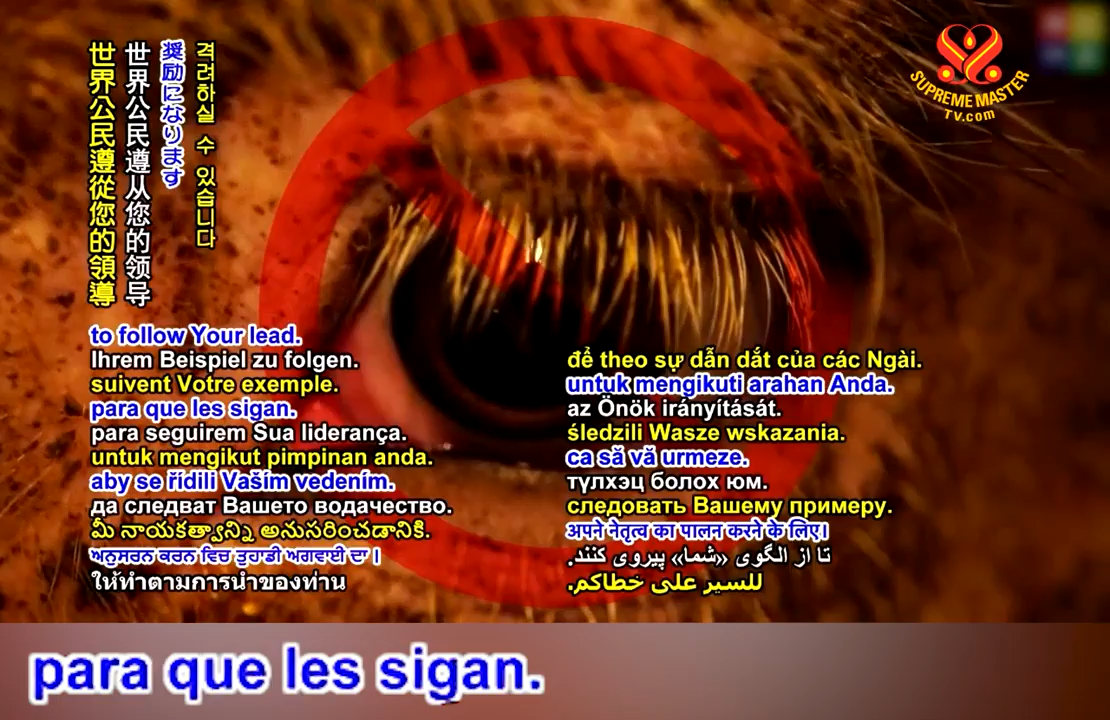 世界公民遵從您的領導
世界公民遵从您的领导
奨励になります
격려하실 수 있습니다
SUPREME MASTER
TV.com
to follow Your lead.
Ihrem Beispiel zu folgen.
suivent Votre exemple.
para que les sigan.
para seguirem Sua liderança.
untuk mengikut pimpinan anda.
aby se řídili Vaším vedením.
да следват Вашето водачество.
మీ నాయకత్వాన్ని అనుసరించడానికి.
ਅਨੁਸਰਨ ਕਰਨ ਵਿਚ ਤੁਹਾਡੀ ਅਗਵਾਈ ਦਾ।
ให้ทำตามการนำของท่าน
để theo sự dẫn dắt của các Ngài.
untuk mengikuti arahan Anda.
az Önök irányítását.
śledzili Wasze wskazania.
ca să vă urmeze.
түлхэц болох юм.
следовать Вашему примеру.
अपने नेतृत्व का पालन करने के लिए।
تا از الگوی «شما» پیروی کنند.
للسير على خطاكم.
para que les sigan.